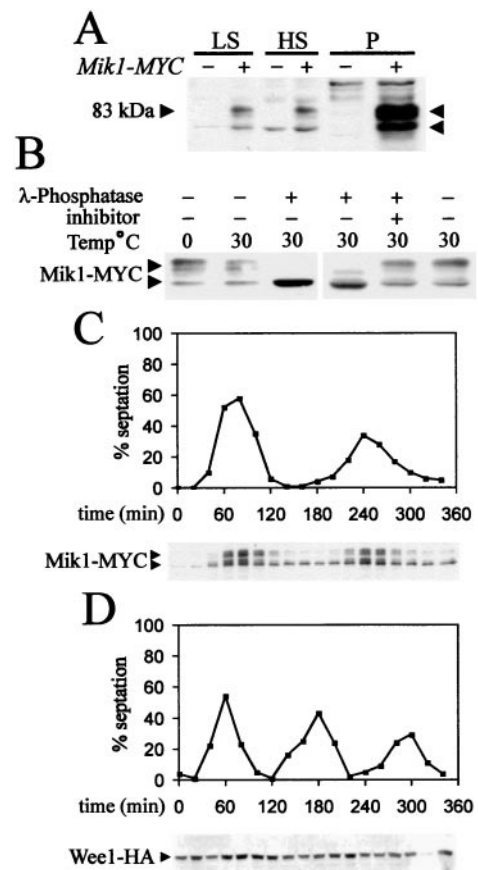 A
LS HS P
Mik1-MYC − + − + − +
83 kDa
B
λ-Phosphatase − − + + + −
inhibitor − − − − + −
Temp°C 0 30 30 30 30 30
Mik1-MYC
C
100
80
60
40
20
0
% septation
time (min) 0 60 120 180 240 300 360
Mik1-MYC
D
100
80
60
40
20
0
% septation
time (min) 0 60 120 180 240 300 360
Wee1-HA